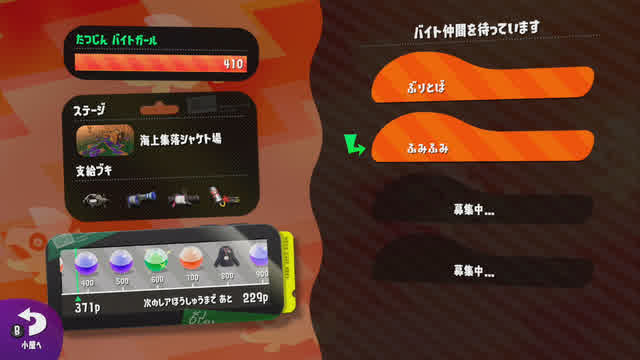 たつじん バイトガール
410
ステージ
海上集落シャケト場
支給ブキ
400 500 600 700 800 900
371p 次のレアほうしゅうまで あと 229p
B
小屋へ
バイト仲間を待っています
ぶりとば
ふみふみ
募集中...
募集中...